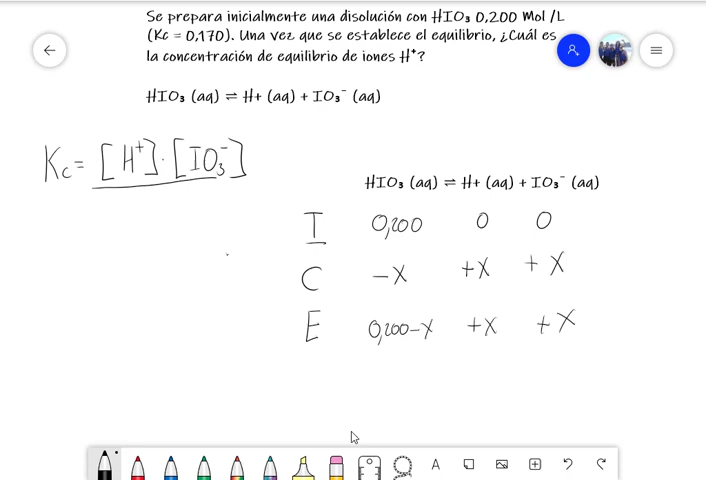 Se prepara inicialmente una disolución con HIO₃ 0,200 Mol /L
(Kc = 0,170). Una vez que se establece el equilibrio, ¿Cuál es
la concentración de equilibrio de iones H⁺?
HIO₃ (aq) ⇌ H+ (aq) + IO₃⁻ (aq)
Kc = [H⁺] · [IO₃⁻]
HIO₃ (aq) ⇌ H+ (aq) + IO₃⁻ (aq)
I 0,200 0 0
C -X +X +X
E 0,200-X +X +X
A